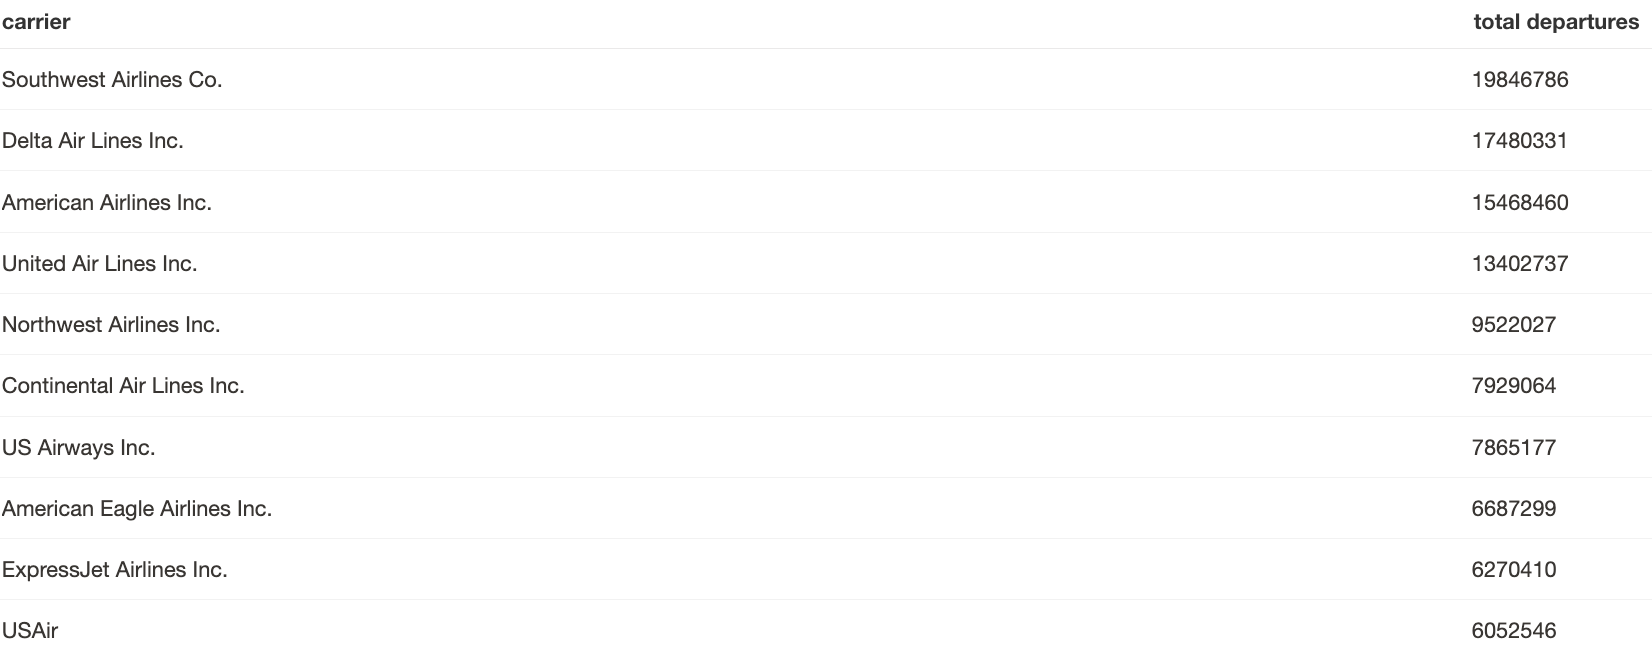 carrier total departures
Southwest Airlines Co. 19846786
Delta Air Lines Inc. 17480331
American Airlines Inc. 15468460
United Air Lines Inc. 13402737
Northwest Airlines Inc. 9522027
Continental Air Lines Inc. 7929064
US Airways Inc. 7865177
American Eagle Airlines Inc. 6687299
ExpressJet Airlines Inc. 6270410
USAir 6052546